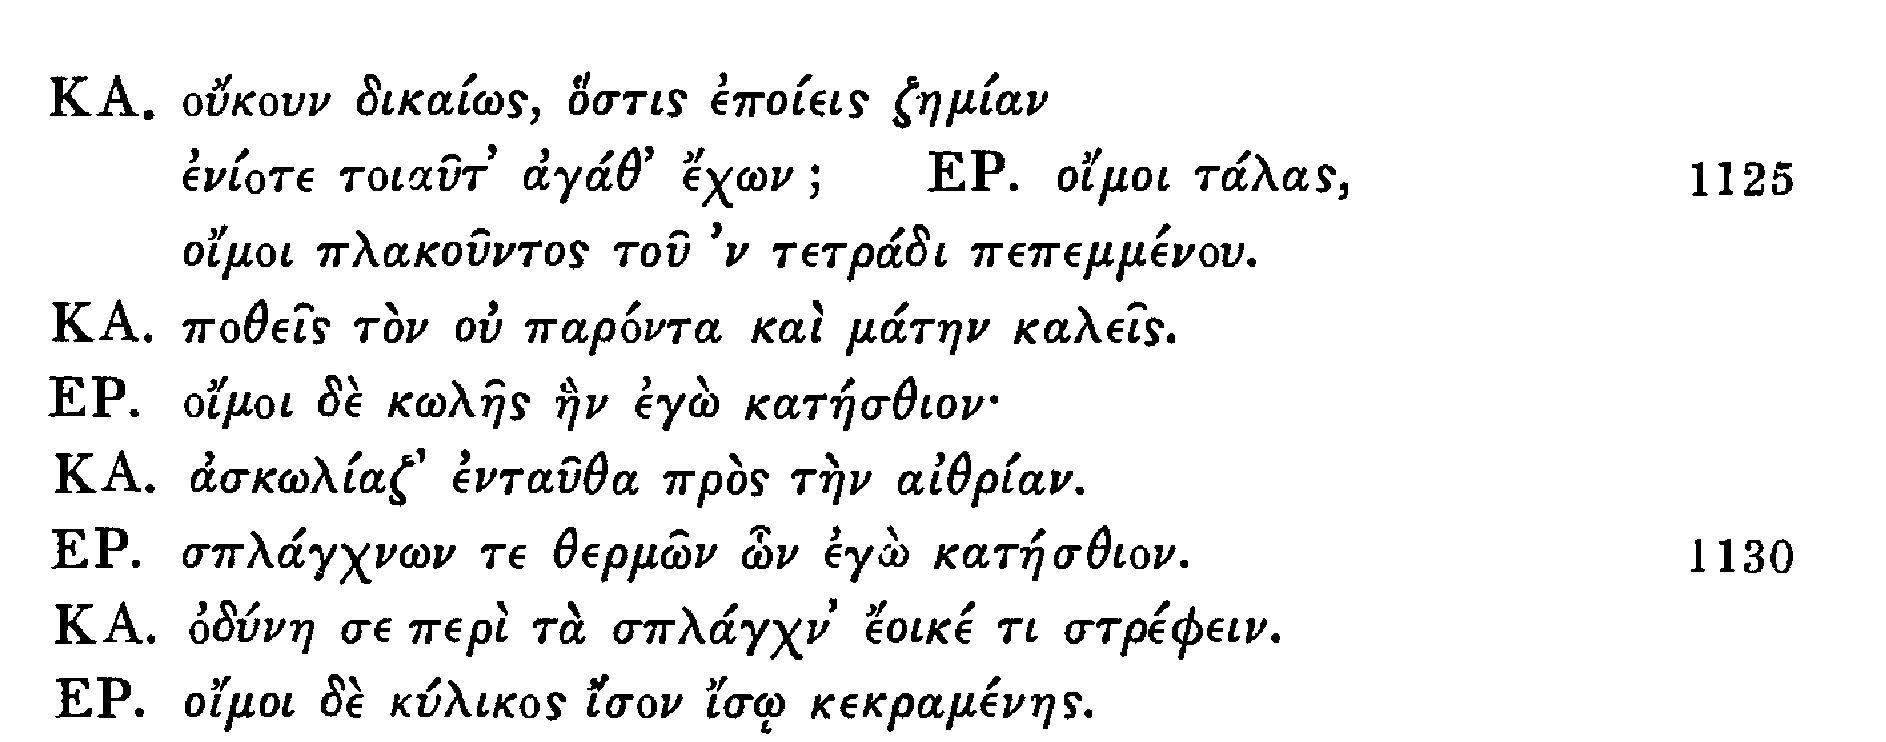 ΚΑ. οὔκουν δικαίως, ὅστις ἐποίεις ζημίαν
ἐνίοτε τοιαῦτ’ ἀγάθ’ ἔχων; ΕΡ. οἴμοι τάλας, 1125
οἴμοι πλακοῦντος τοῦ ’ν τετράδι πεπεμμένου.
ΚΑ. ποθεῖς τὸν οὐ παρόντα καὶ μάτην καλεῖς.
ΕΡ. οἴμοι δὲ κωλῆς ἣν ἐγὼ κατήσθιον·
ΚΑ. ἀσκωλίαζ’ ἐνταῦθα πρὸς τὴν αἰθρίαν.
ΕΡ. σπλάγχνων τε θερμῶν ὧν ἐγὼ κατήσθιον. 1130
ΚΑ. ὀδύνη σε περὶ τὰ σπλάγχν’ ἔοικέ τι στρέφειν.
ΕΡ. οἴμοι δὲ κύλικος ἴσον ἴσῳ κεκραμένης.